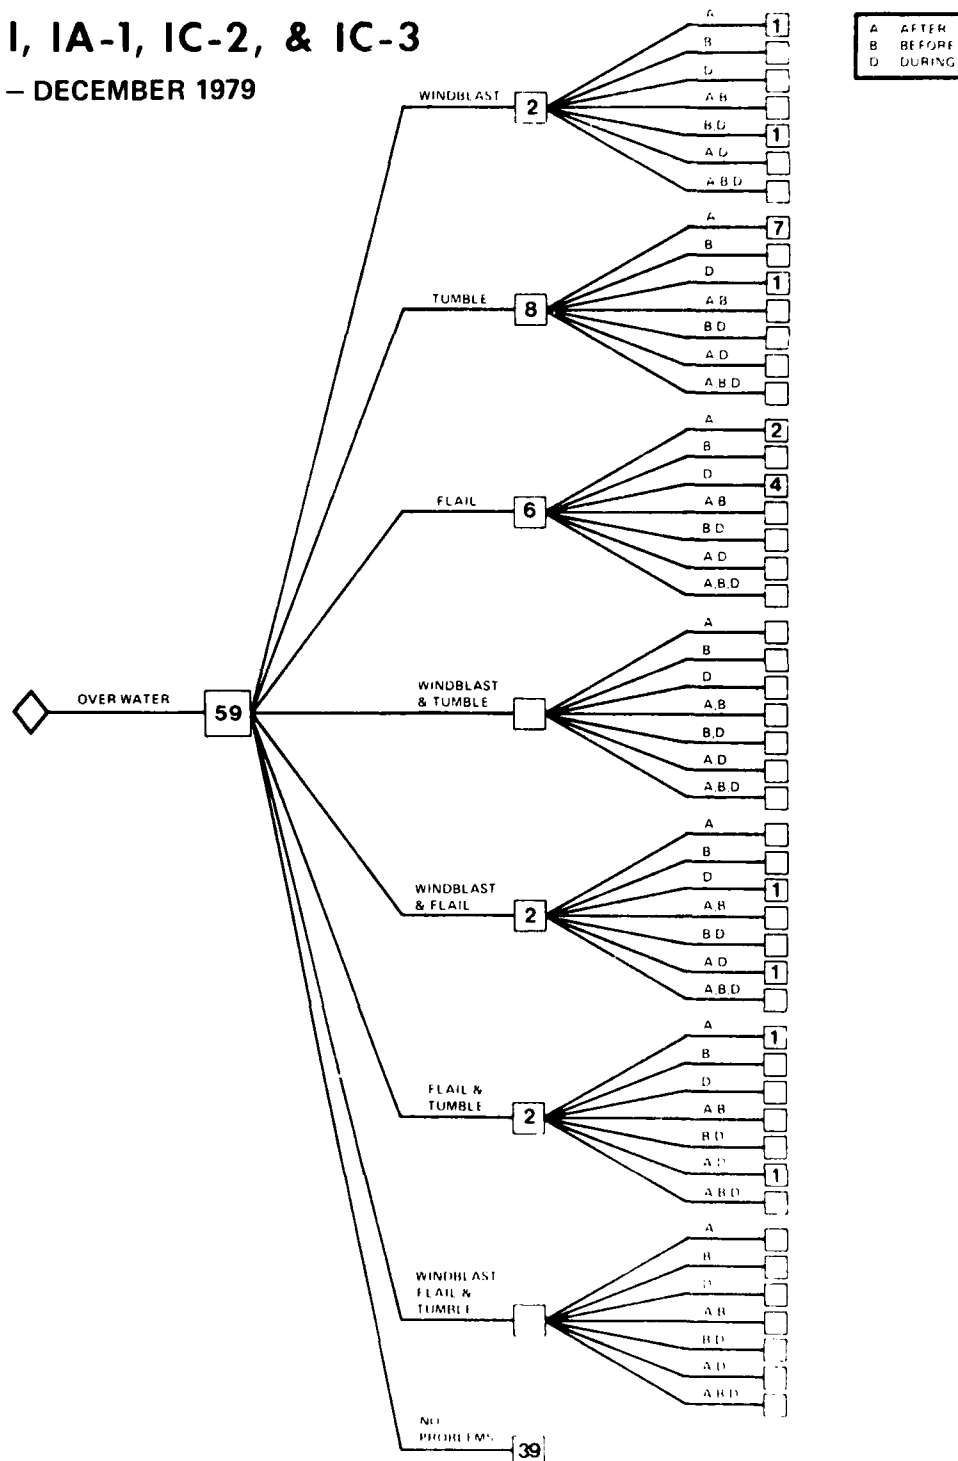 I, IA-1, IC-2, & IC-3
– DECEMBER 1979
A AFTER
B BEFORE
D DURING
OVER WATER
59
WINDBLAST
2
A
1
B
D
A,B
B,D
1
A,D
A,B,D
TUMBLE
8
A
7
B
D
1
A,B
B,D
A,D
A,B,D
FLAIL
6
A
2
B
D
4
A,B
B,D
A,D
A,B,D
WINDBLAST
& TUMBLE
A
B
D
A,B
B,D
A,D
A,B,D
WINDBLAST
& FLAIL
2
A
B
D
1
A,B
B,D
A,D
1
A,B,D
FLAIL &
TUMBLE
2
A
1
B
D
A,B
B,D
A,D
1
A,B,D
WINDBLAST
FLAIL &
TUMBLE
A
B
D
A,B
B,D
A,D
A,B,D
NO
PROBLEMS
39